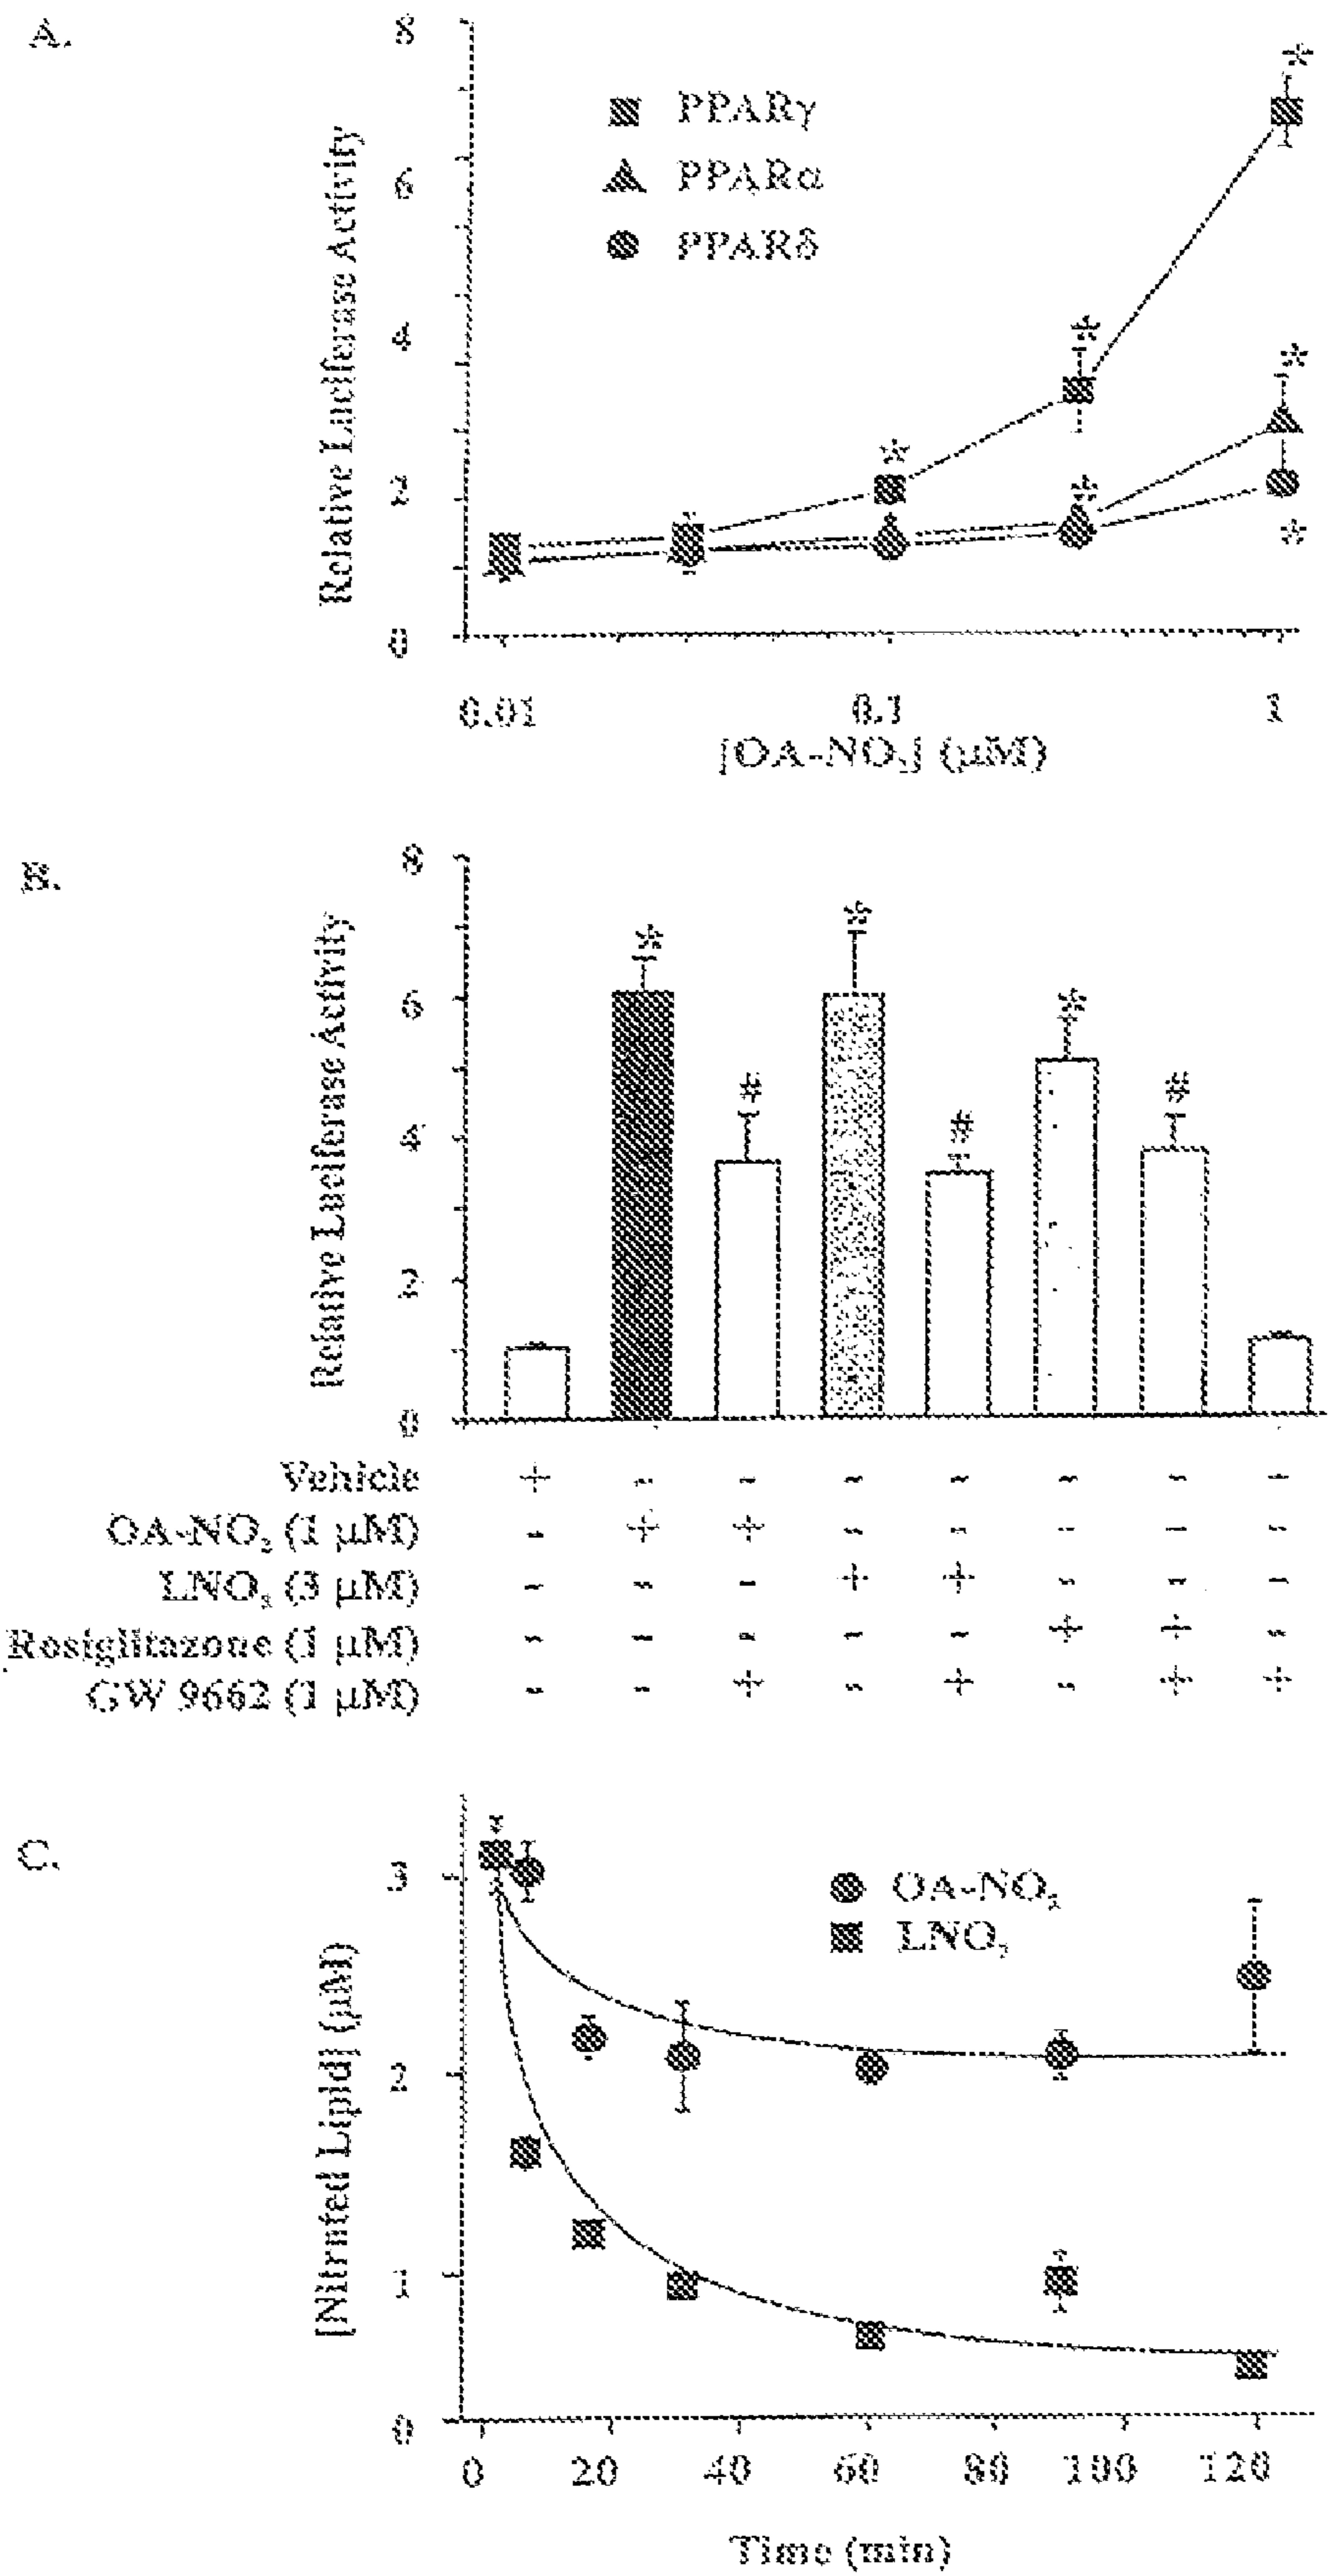 A.
8
6
4
2
0
Relative Luciferase Activity
PPARγ
PPARα
PPARδ
*
*
*
*
*
*
0.01
0.1
1
[OA-NO₂] (µM)
B.
8
6
4
2
0
Relative Luciferase Activity
*
#
*
#
*
#
Vehicle + - - - - - - -
OA-NO₂ (1 µM) - + + - - - - -
LNO₂ (3 µM) - - - + + - - -
Rosiglitazone (1 µM) - - - - - + + -
GW 9662 (1 µM) - - + - + - + +
C.
3
2
1
0
[Nitrated Lipid] (µM)
OA-NO₂
LNO₂
0 20 40 60 80 100 120
Time (min)